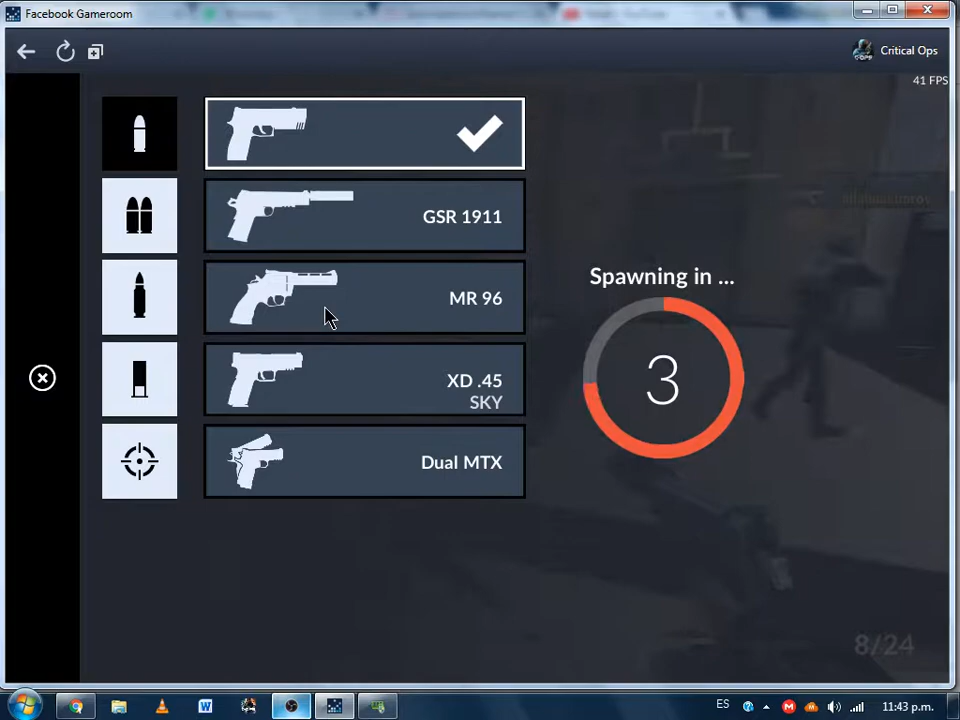 Facebook Gameroom
Critical Ops
41 FPS
GSR 1911
MR 96
XD .45
SKY
Dual MTX
Spawning in ...
3
8/24
ES
11:43 p.m.